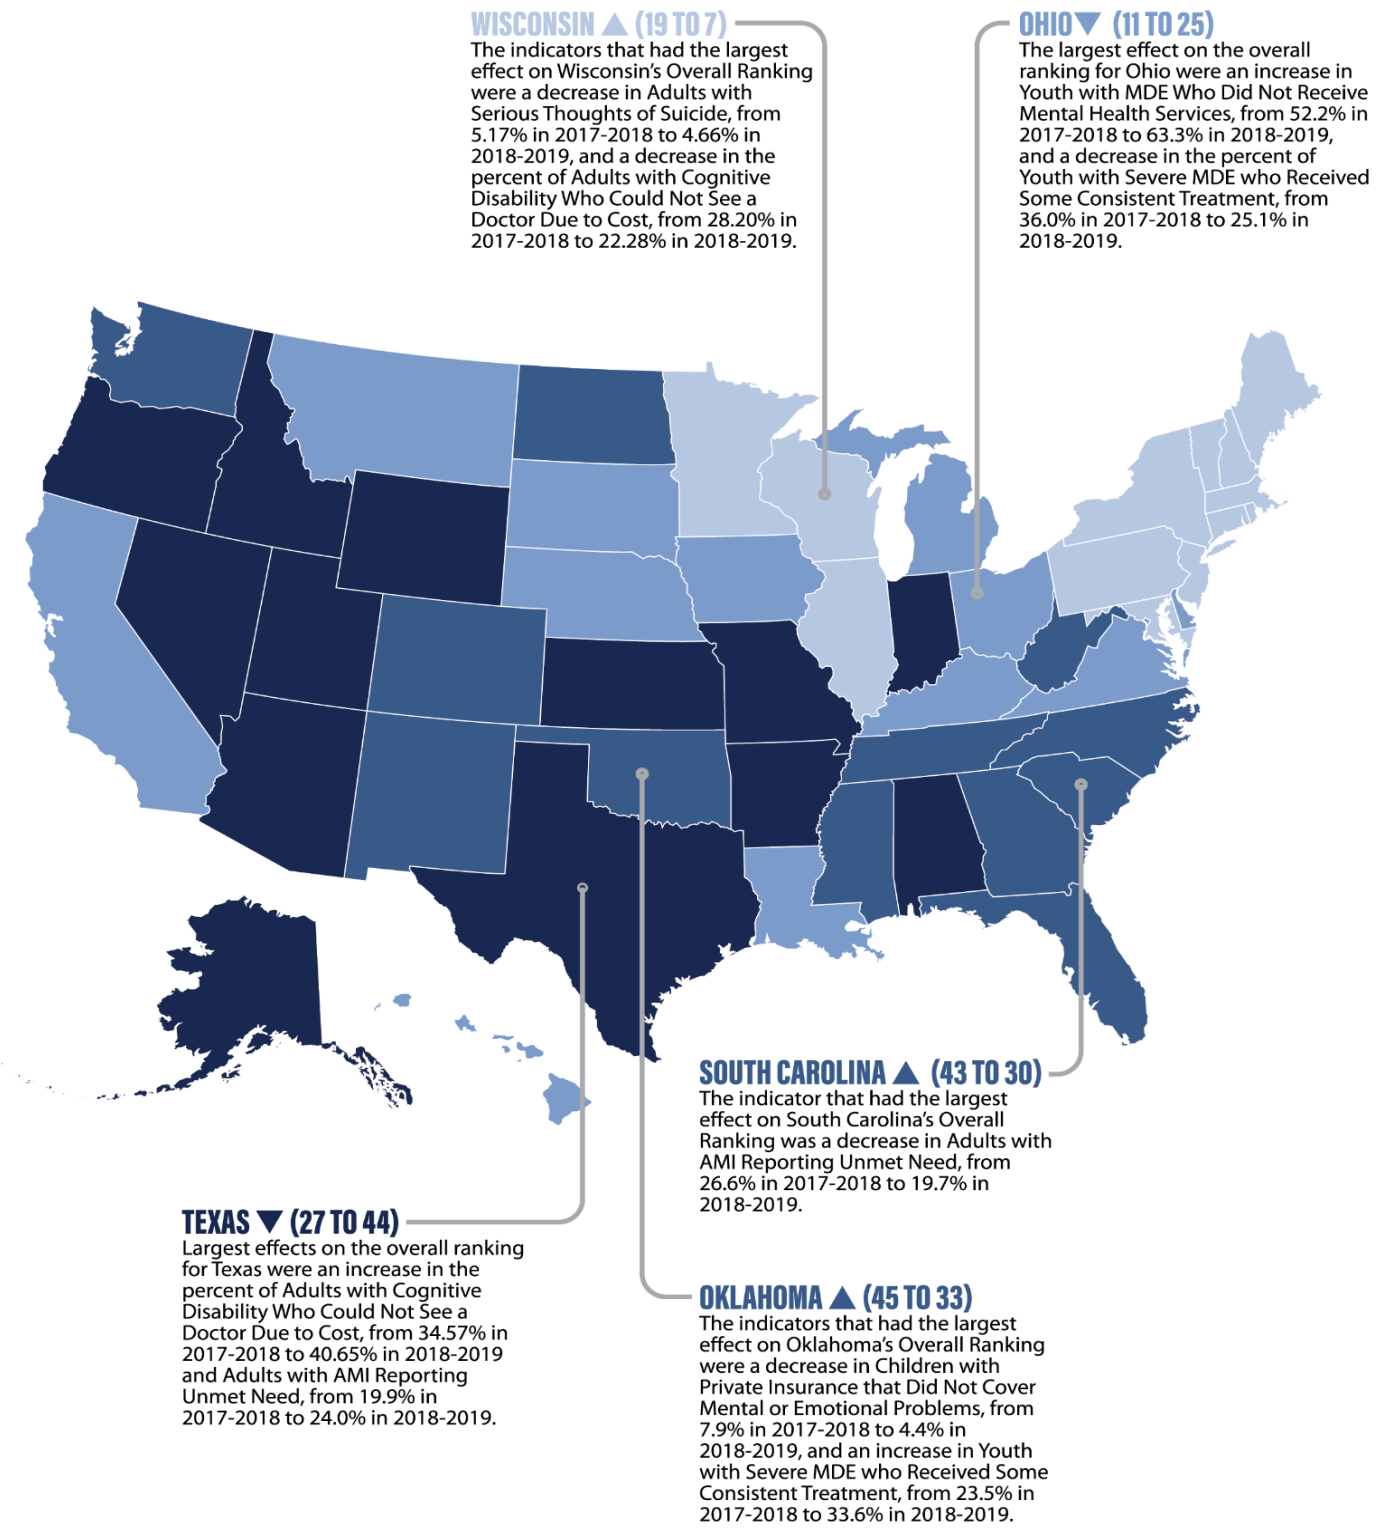 WISCONSIN ▲ (19 TO 7)
The indicators that had the largest
effect on Wisconsin's Overall Ranking
were a decrease in Adults with
Serious Thoughts of Suicide, from
5.17% in 2017-2018 to 4.66% in
2018-2019, and a decrease in the
percent of Adults with Cognitive
Disability Who Could Not See a
Doctor Due to Cost, from 28.20% in
2017-2018 to 22.28% in 2018-2019.
OHIO▼ (11 TO 25)
The largest effect on the overall
ranking for Ohio were an increase in
Youth with MDE Who Did Not Receive
Mental Health Services, from 52.2% in
2017-2018 to 63.3% in 2018-2019,
and a decrease in the percent of
Youth with Severe MDE who Received
Some Consistent Treatment, from
36.0% in 2017-2018 to 25.1% in
2018-2019.
SOUTH CAROLINA ▲ (43 TO 30)
The indicator that had the largest
effect on South Carolina's Overall
Ranking was a decrease in Adults with
AMI Reporting Unmet Need, from
26.6% in 2017-2018 to 19.7% in
2018-2019.
TEXAS ▼ (27 TO 44)
Largest effects on the overall ranking
for Texas were an increase in the
percent of Adults with Cognitive
Disability Who Could Not See a
Doctor Due to Cost, from 34.57% in
2017-2018 to 40.65% in 2018-2019
and Adults with AMI Reporting
Unmet Need, from 19.9% in
2017-2018 to 24.0% in 2018-2019.
OKLAHOMA ▲ (45 TO 33)
The indicators that had the largest
effect on Oklahoma's Overall Ranking
were a decrease in Children with
Private Insurance that Did Not Cover
Mental or Emotional Problems, from
7.9% in 2017-2018 to 4.4% in
2018-2019, and an increase in Youth
with Severe MDE who Received Some
Consistent Treatment, from 23.5% in
2017-2018 to 33.6% in 2018-2019.